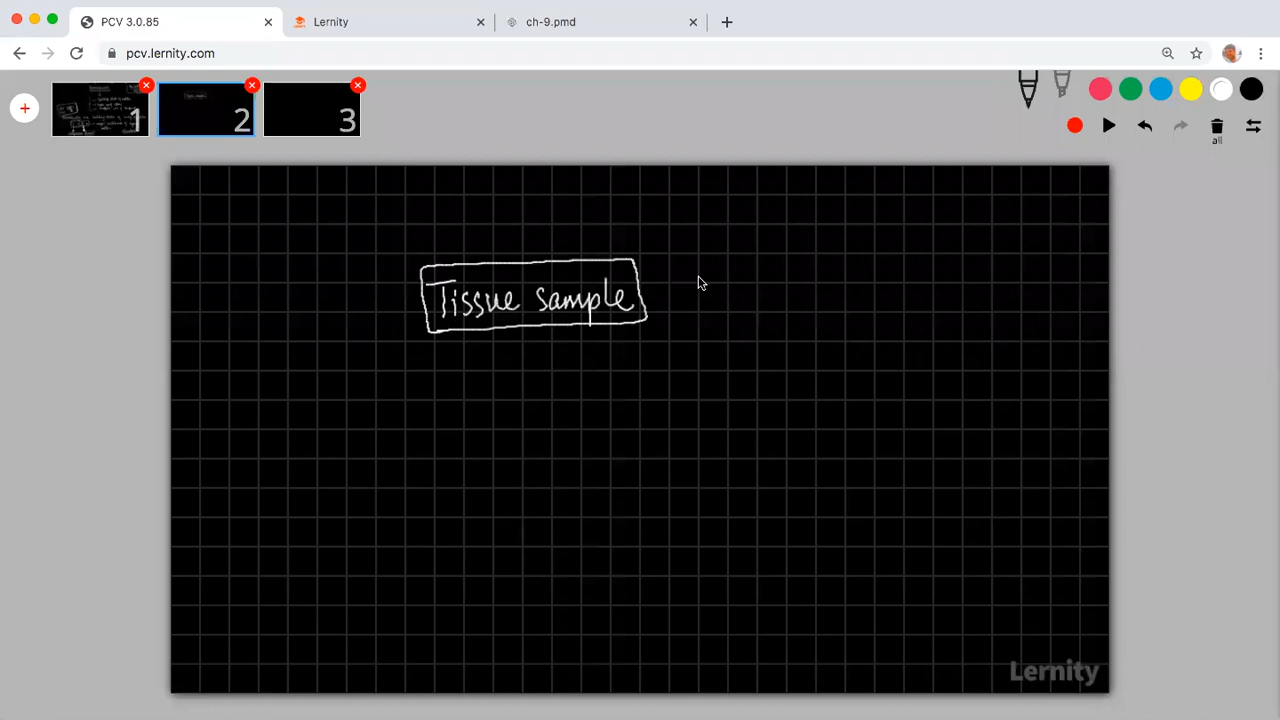 PCV 3.0.85
Lernity
ch-9.pmd
pcv.lernity.com
1
2
3
all
Tissue sample
Lernity